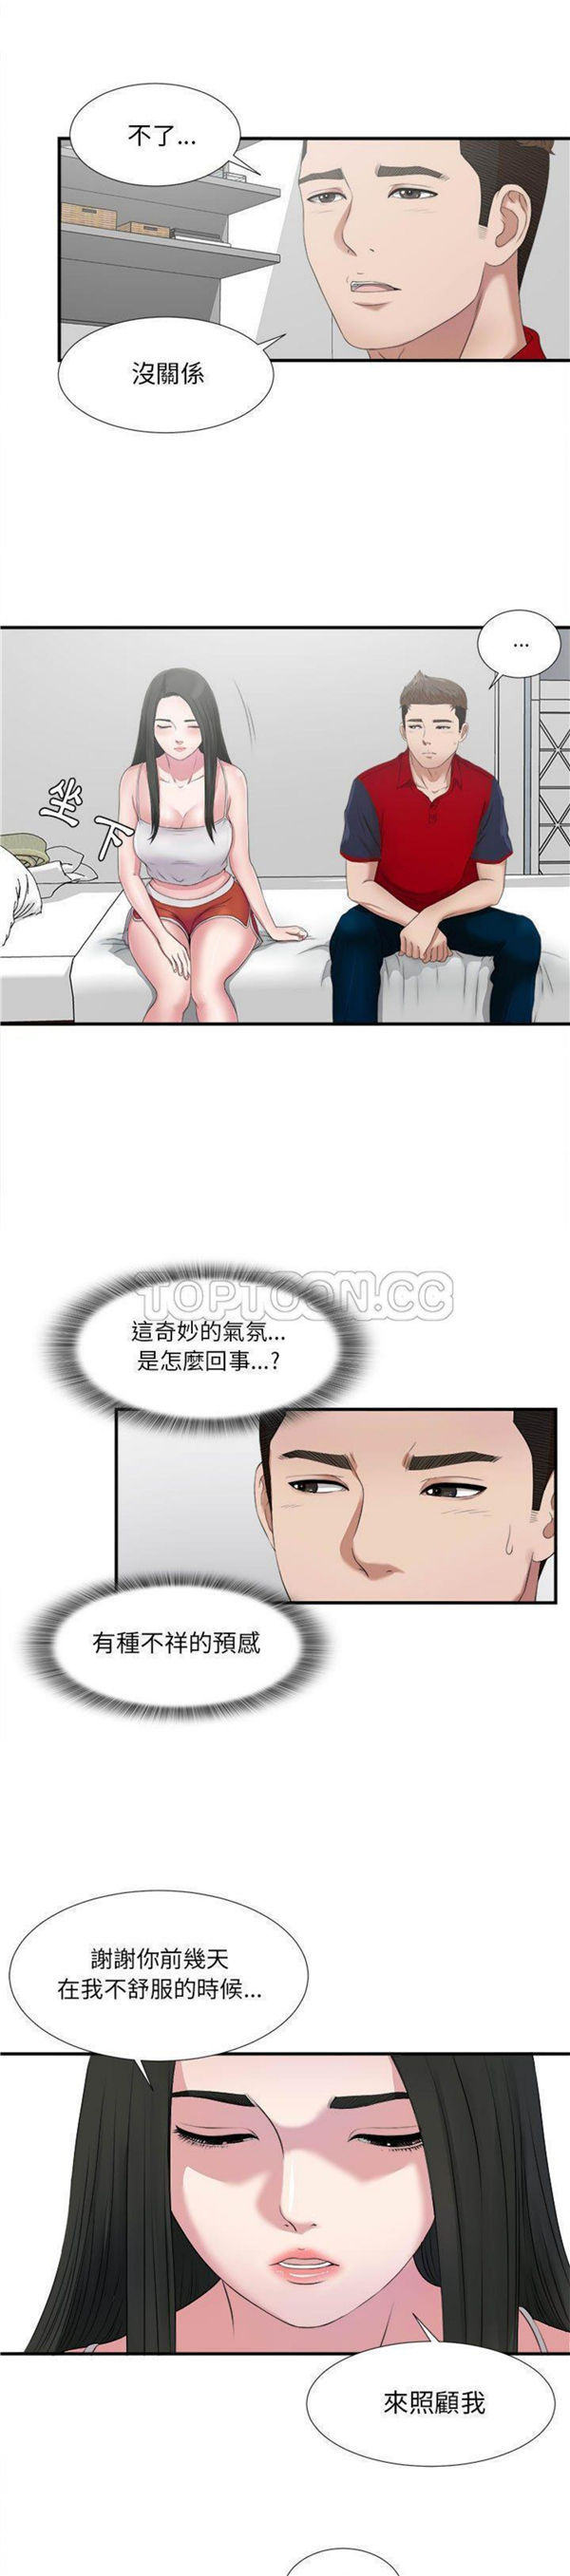 不了...
沒關係
...
坐下
TOPTOON.CC
這奇妙的氣氛...
是怎麼回事...?
有種不祥的預感
謝謝你前幾天
在我不舒服的時候...
來照顧我